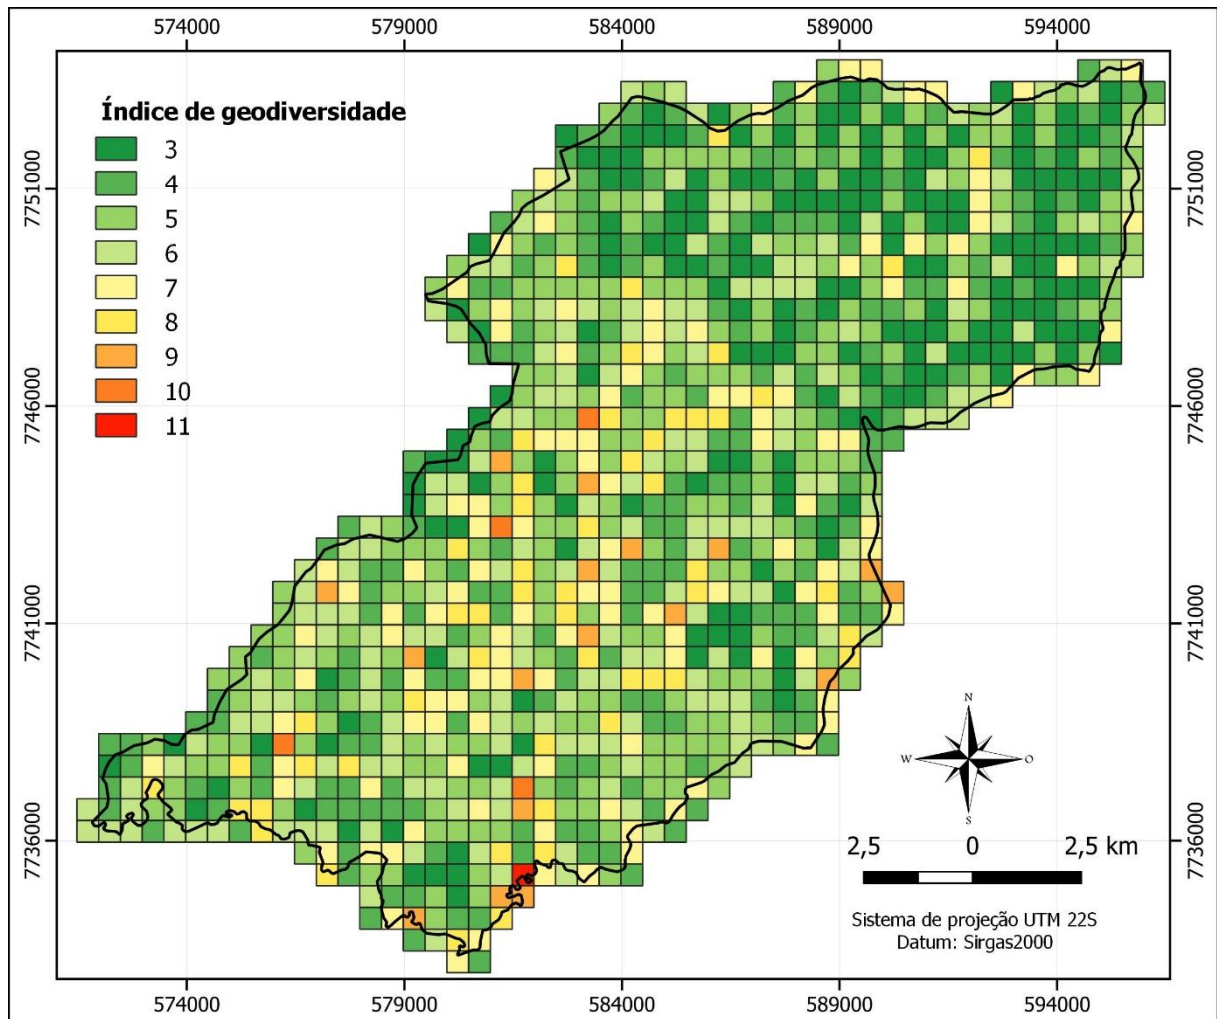 574000 579000 584000 589000 594000
Índice de geodiversidade
3
4
5
6
7
8
9
10
11
7751000
7746000
7741000
7736000
7751000
7746000
7741000
7736000
N
W O
S
2,5 0 2,5 km
Sistema de projeção UTM 22S
Datum: Sirgas2000
574000 579000 584000 589000 594000